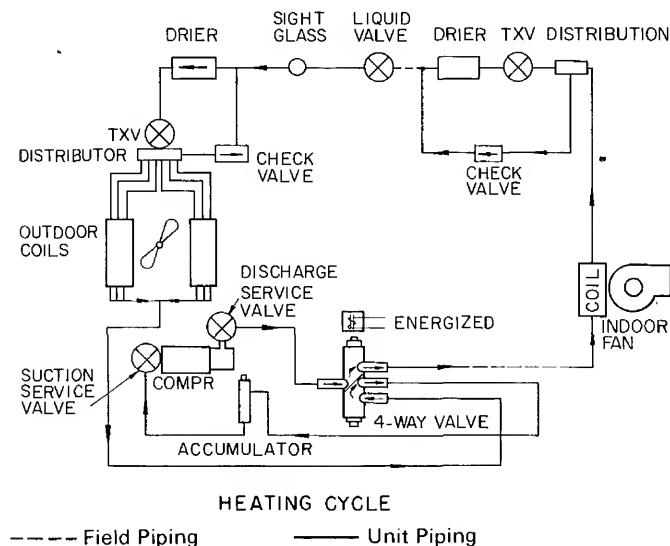 DRIER
SIGHT
GLASS
LIQUID
VALVE
DRIER
TXV
DISTRIBUTION
TXV
DISTRIBUTOR
CHECK
VALVE
CHECK
VALVE
OUTDOOR
COILS
DISCHARGE
SERVICE
VALVE
COIL
INDOOR
FAN
ENERGIZED
SUCTION
SERVICE
VALVE
COMPR
4-WAY VALVE
ACCUMULATOR
HEATING CYCLE
Field Piping
Unit Piping